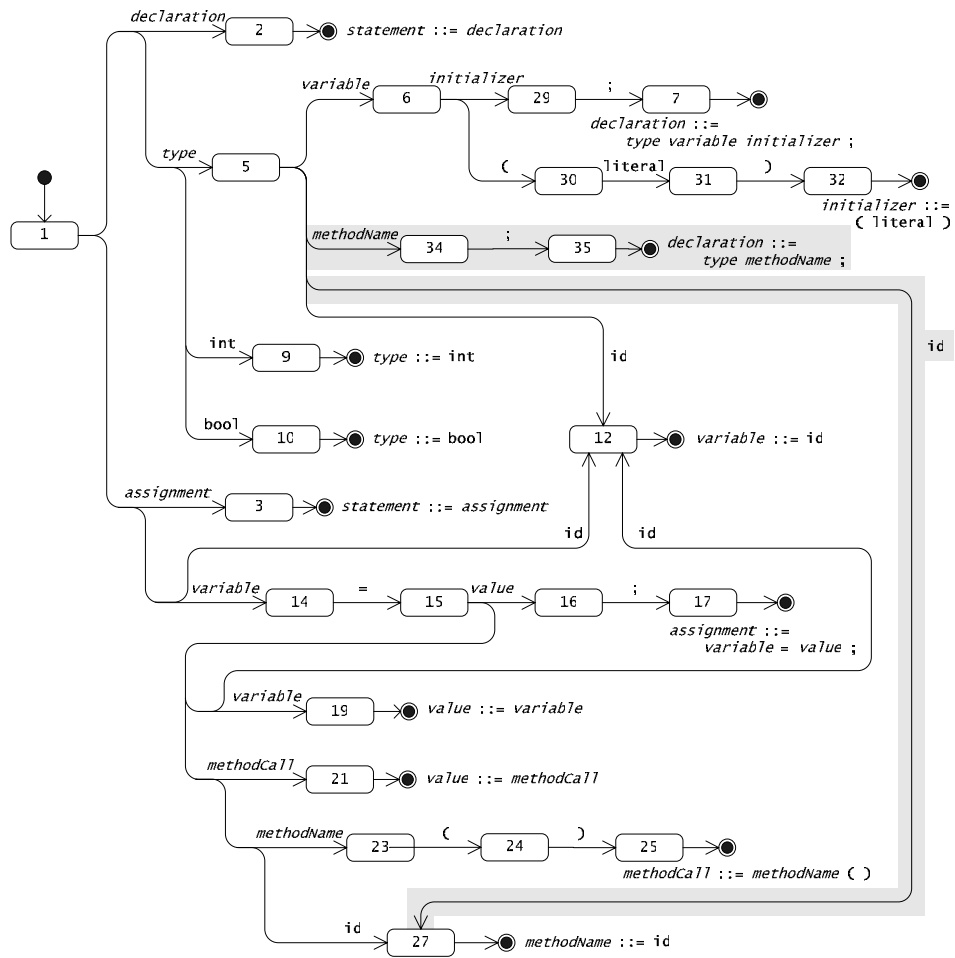 declaration
2
statement ::= declaration
variable
6
initializer
29
;
7
declaration ::=
type variable initializer ;
type
5
(
30
literal
31
)
32
initializer ::=
( literal )
1
methodName
34
;
35
declaration ::=
type methodName ;
id
int
9
type ::= int
id
bool
10
type ::= bool
12
variable ::= id
assignment
3
statement ::= assignment
id
id
variable
14
=
15
value
16
;
17
assignment ::=
variable = value ;
variable
19
value ::= variable
methodCall
21
value ::= methodCall
methodName
23
(
24
)
25
methodCall ::= methodName ( )
id
27
methodName ::= id